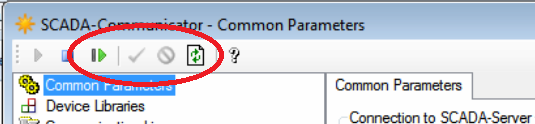 SCADA-Communicator - Common Parameters
Common Parameters
Common Parameters
Device Libraries
Connection to SCADA-Server